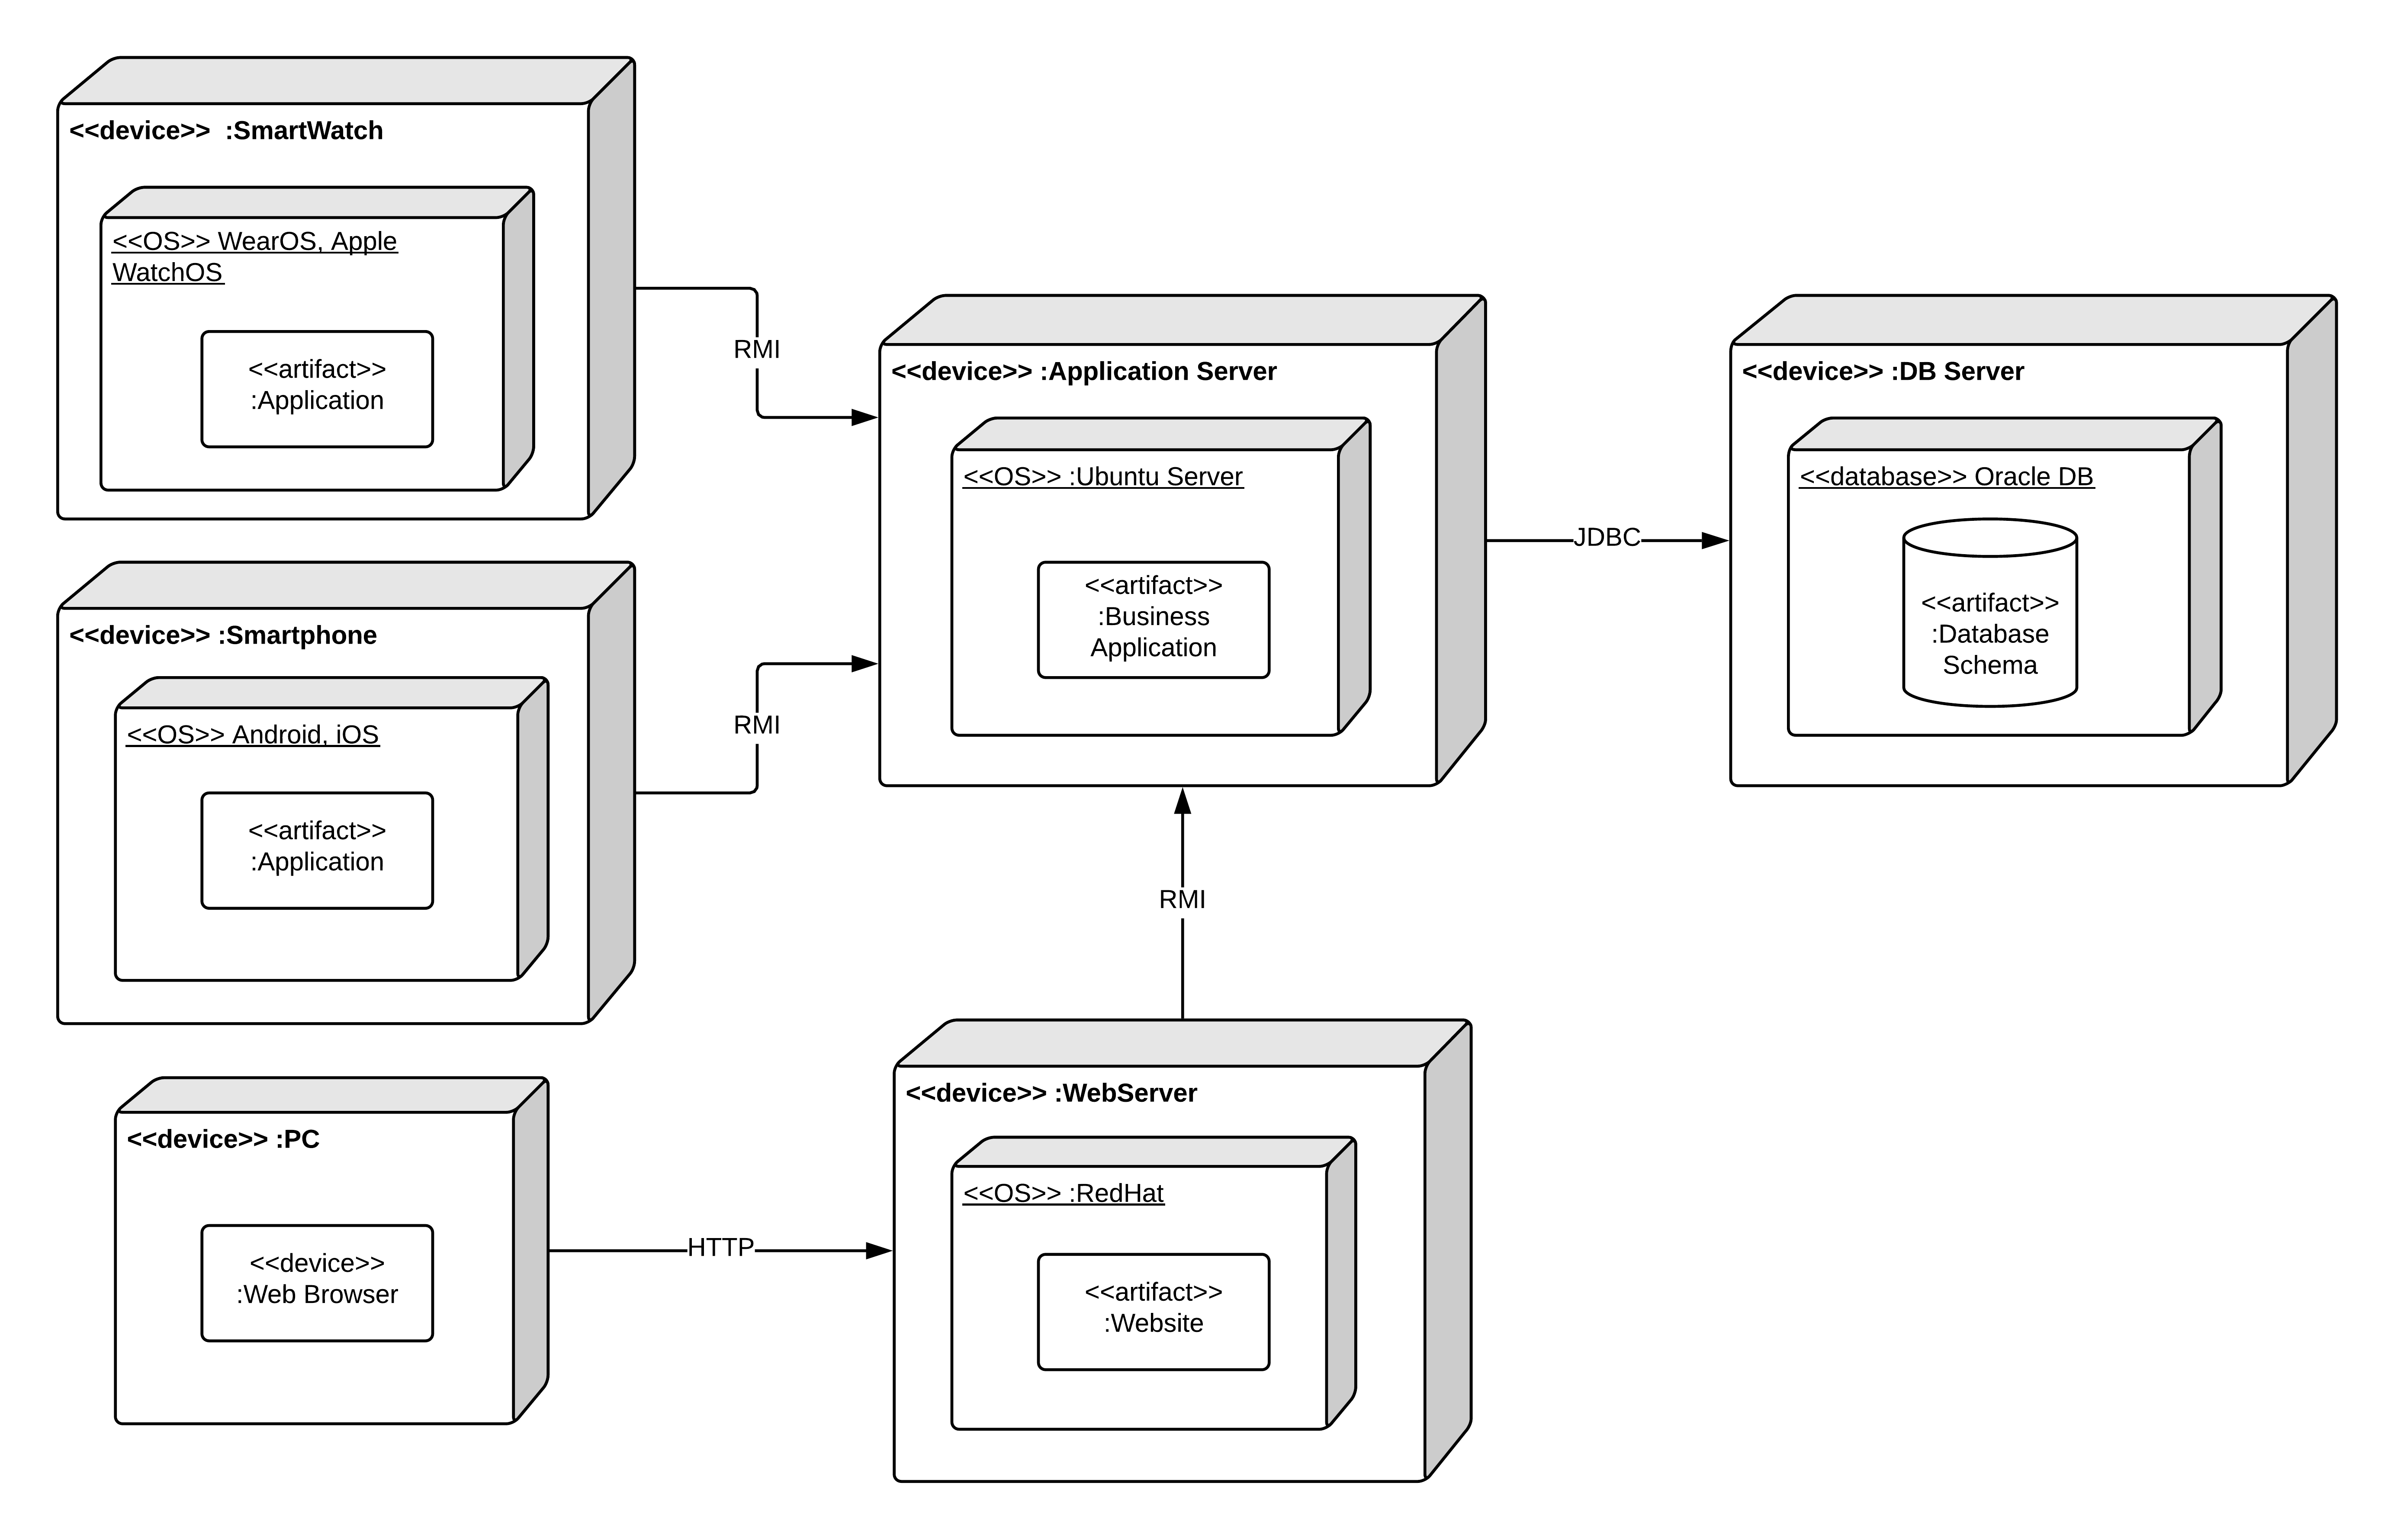 <<device>>  :SmartWatch
<<OS>> WearOS, Apple
WatchOS
<<artifact>>
:Application
RMI
<<device>> :Smartphone
<<OS>> Android, iOS
<<artifact>>
:Application
RMI
<<device>> :PC
<<device>>
:Web Browser
HTTP
<<device>> :Application Server
<<OS>> :Ubuntu Server
<<artifact>>
:Business
Application
JDBC
<<device>> :DB Server
<<database>> Oracle DB
<<artifact>>
:Database
Schema
RMI
<<device>> :WebServer
<<OS>> :RedHat
<<artifact>>
:Website